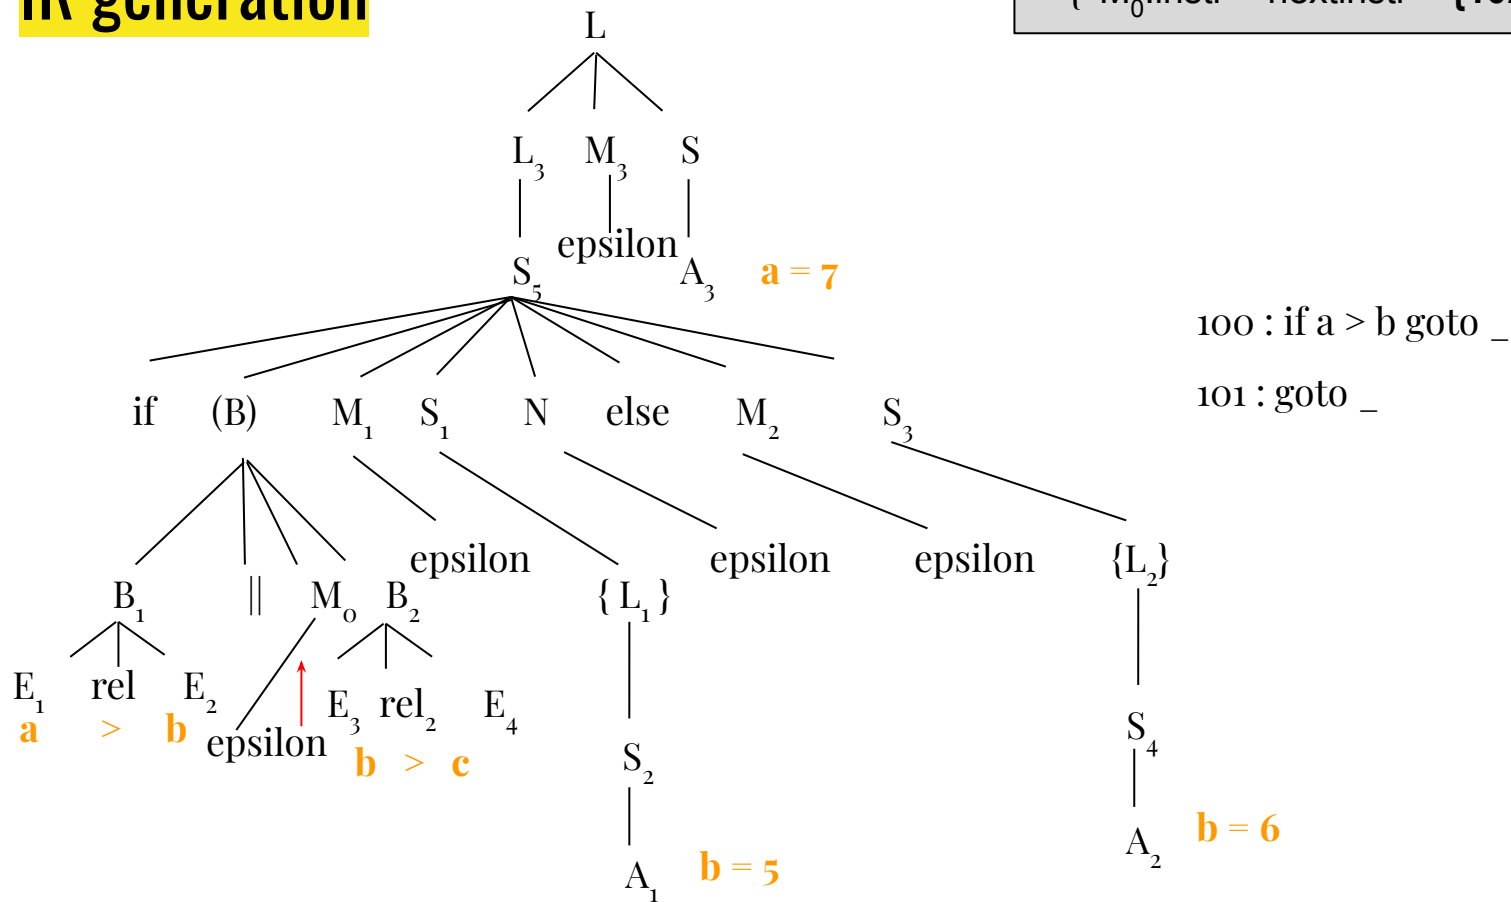 IR generation
L
L3 M3 S
epsilon
S5 A3 a = 7
100 : if a > b goto _
101 : goto _
if (B) M1 S1 N else M2 S3
epsilon epsilon epsilon {L2}
B1 || M0 B2 { L1 }
E1 rel E2 E3 rel2 E4
a > b epsilon
b > c
S4
S2
b = 6
A2
A1 b = 5